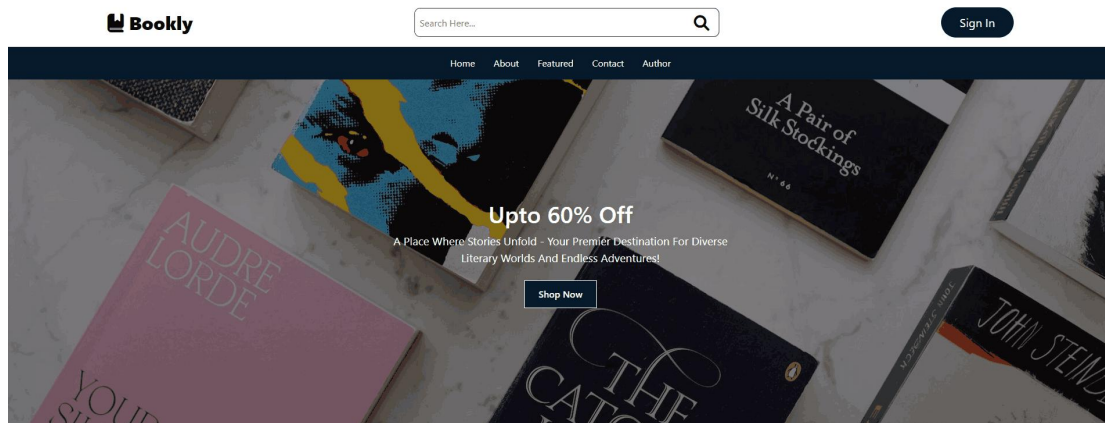 Bookly
Search Here...
Sign In
Home About Featured Contact Author
A Pair of
Silk Stockings
N° 66
Upto 60% Off
A Place Where Stories Unfold - Your Premier Destination For Diverse
Literary Worlds And Endless Adventures!
Shop Now
AUDRE
LORDE
YOUR
THE
JOHN STEINBECK